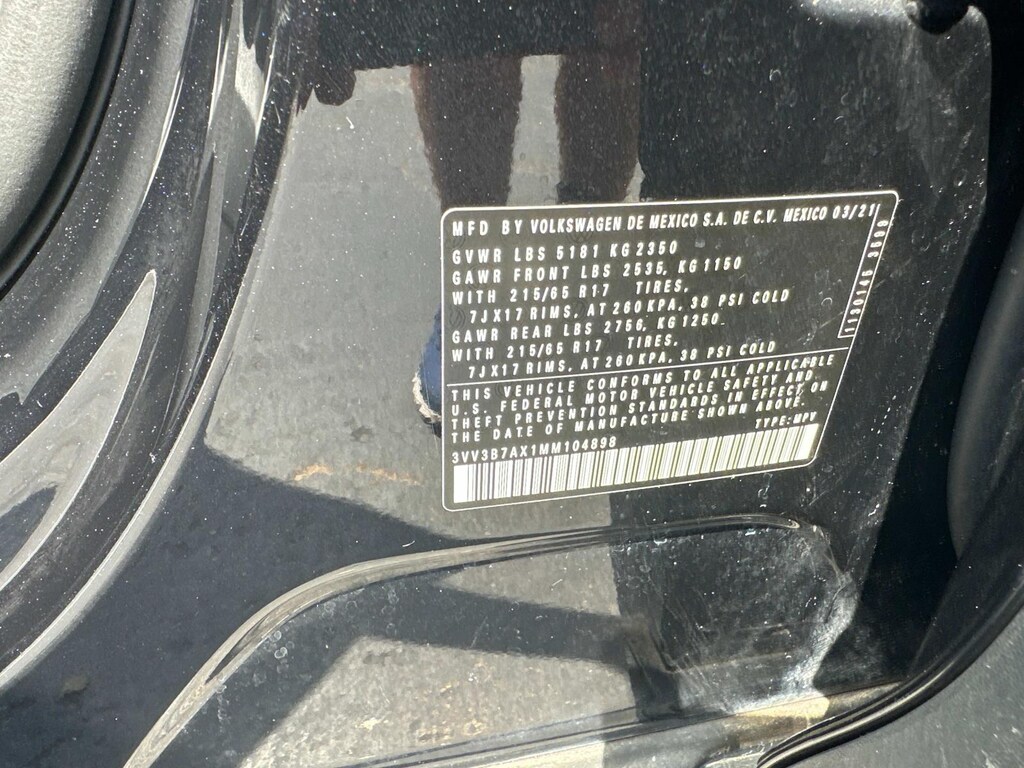 MFD BY VOLKSWAGEN DE MEXICO S.A. DE C.V. MEXICO 03/21
GVWR LBS 5181 KG 2350
GAWR FRONT LBS 2535, KG 1150
WITH 215/65 R17 TIRES,
7JX17 RIMS, AT 260 KPA, 38 PSI COLD
GAWR REAR LBS 2756, KG 1250
WITH 215/65 R17 TIRES,
7JX17 RIMS, AT 260 KPA, 38 PSI COLD
THIS VEHICLE CONFORMS TO ALL APPLICABLE
U.S. FEDERAL MOTOR VEHICLE SAFETY AND
THEFT PREVENTION STANDARDS IN EFFECT ON
THE DATE OF MANUFACTURE SHOWN ABOVE.
TYPE: MPV
3VV3B7AX1MM104898
1130145